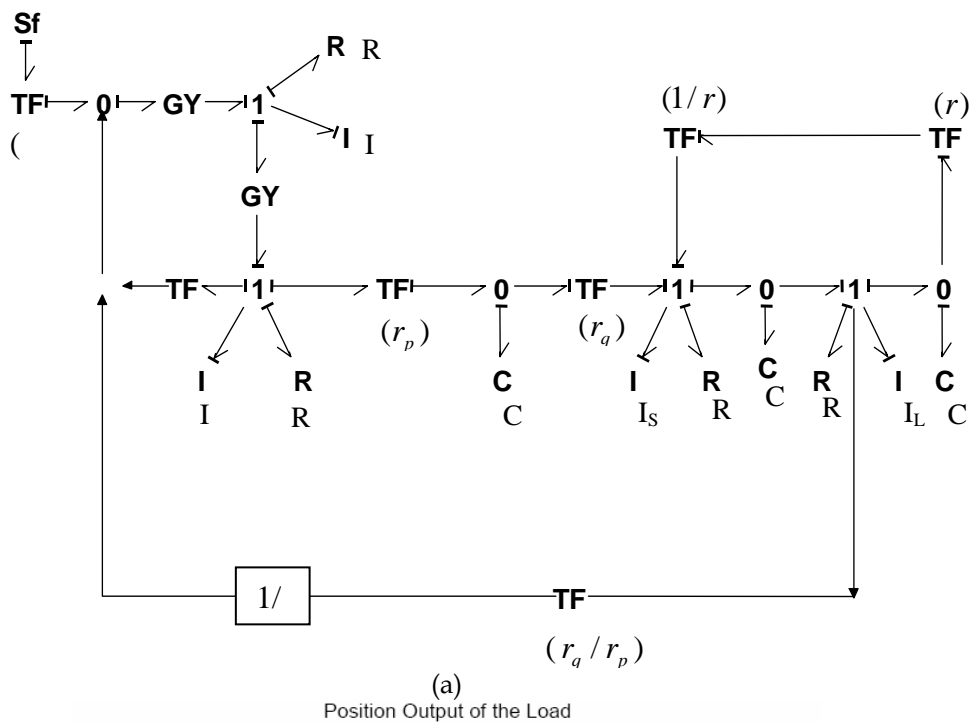 Sf
R R
TF 0 GY 1
(1/r) (r)
(
I I
TF TF
GY
TF 1 TF 0 TF 1 0 1 0
(r_p) (r_q)
I R C I R C R I C
I R C I_S R C R I_L C
1/ TF
(r_q / r_p)
(a)
Position Output of the Load